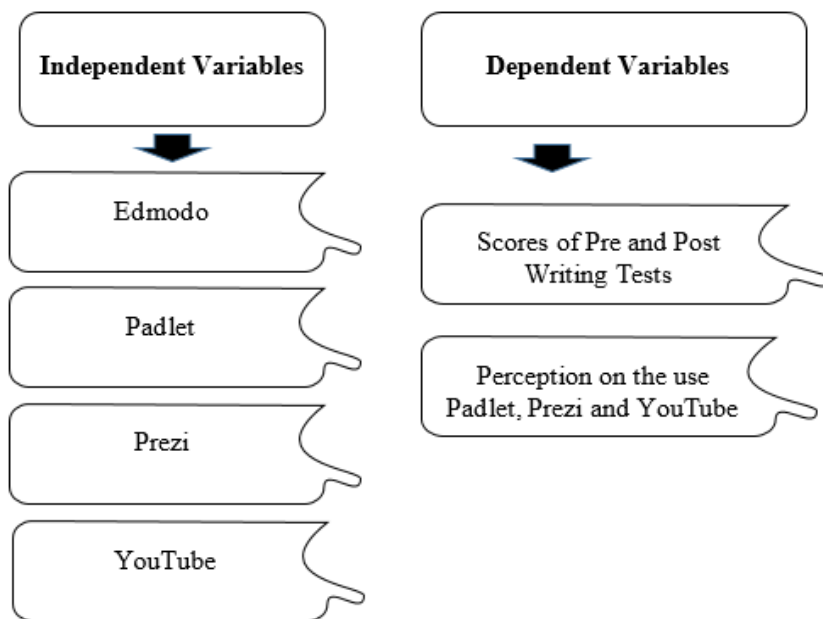 Independent Variables
Edmodo
Padlet
Prezi
YouTube
Dependent Variables
Scores of Pre and Post
Writing Tests
Perception on the use
Padlet, Prezi and YouTube